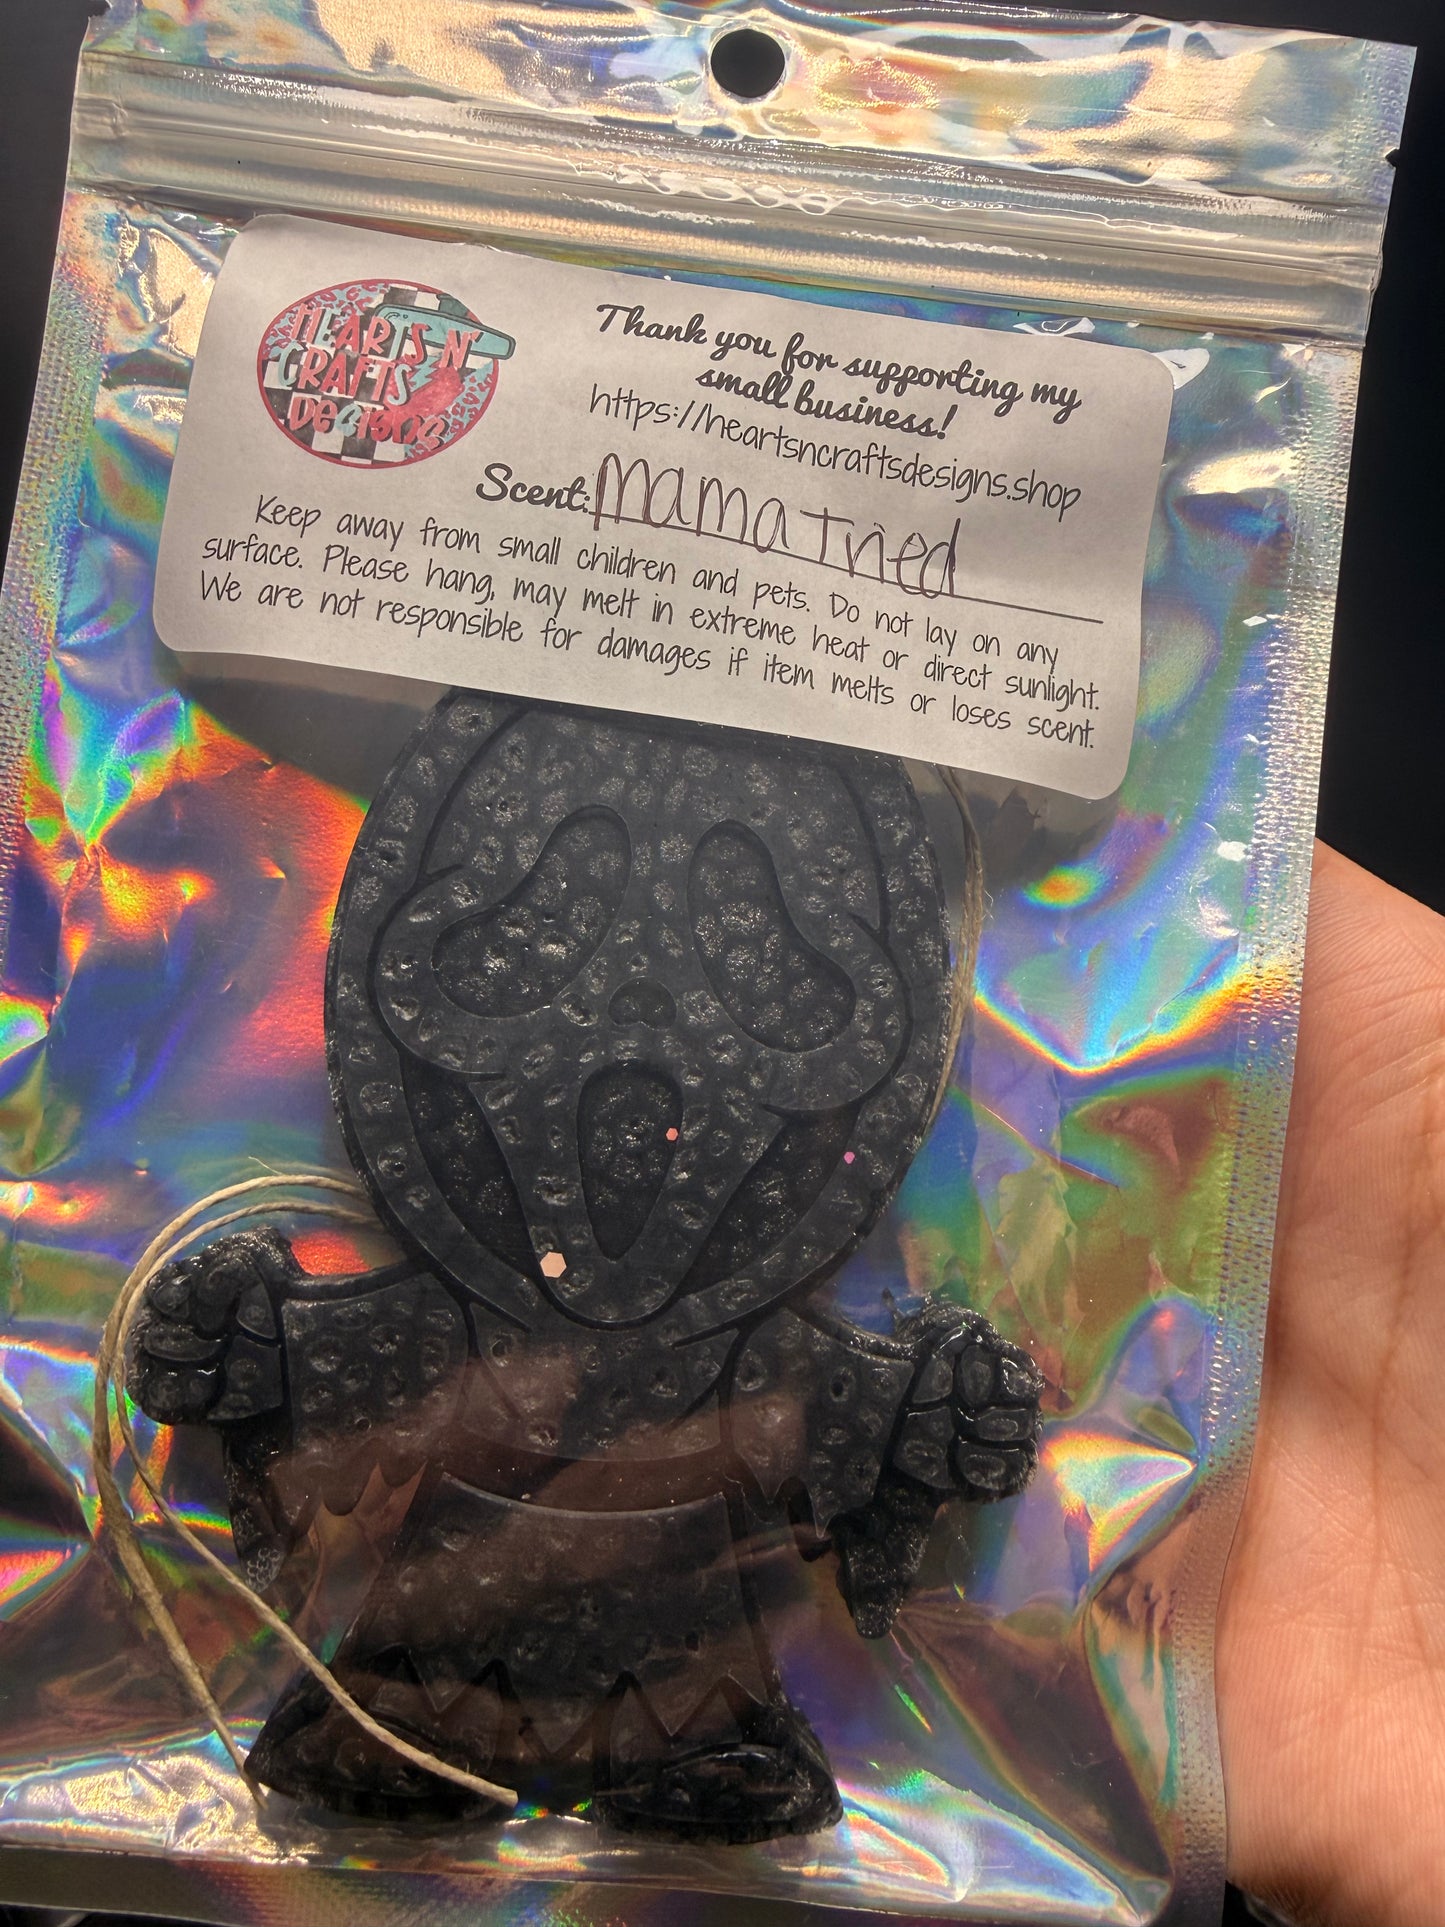 HEARTS N'
CRAFTS
DeSigns
Thank you for supporting my
small business!
https://heartsncraftsdesigns.shop
Scent: Mama Tried
Keep away from small children and pets. Do not lay on any
surface. Please hang, may melt in extreme heat or direct sunlight.
We are not responsible for damages if item melts or loses scent.